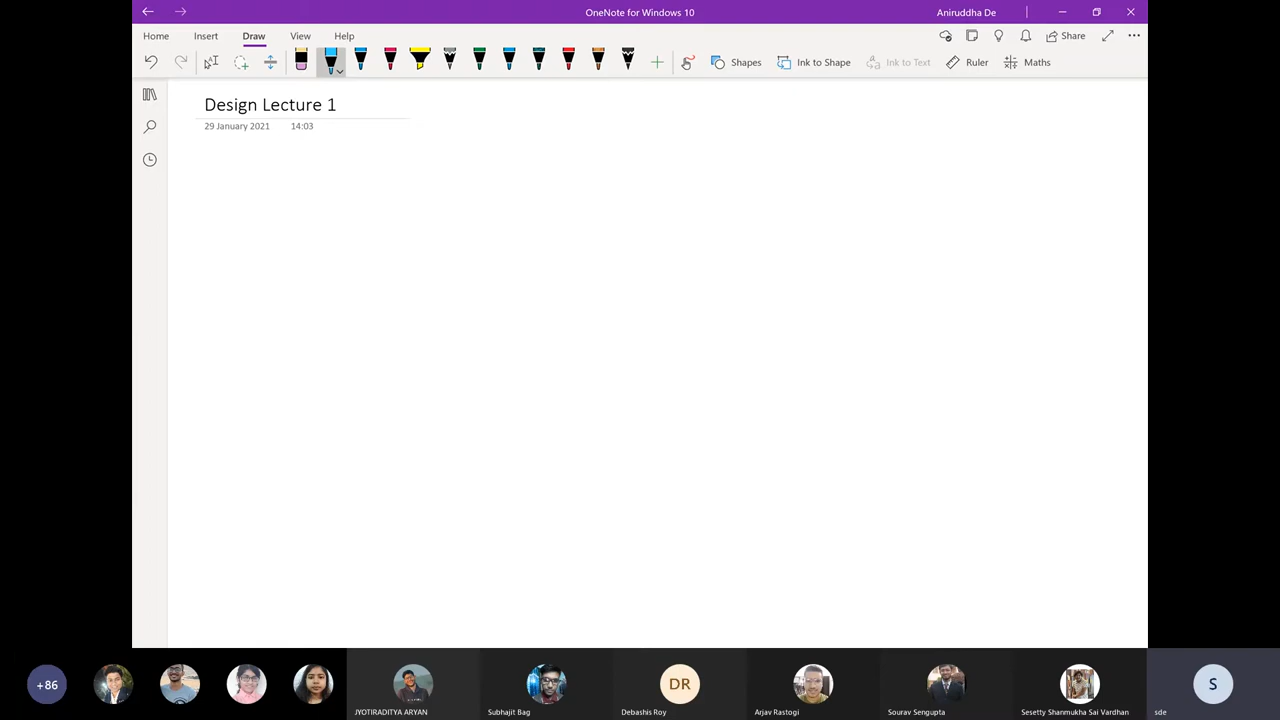 OneNote for Windows 10
Aniruddha De
Home
Insert
Draw
View
Help
Share
Shapes
Ink to Shape
Ink to Text
Ruler
Maths
Design Lecture 1
29 January 2021
14:03
+86
JYOTIRADITYA ARYAN
Subhajit Bag
DR
Debashis Roy
Arjav Rastogi
Sourav Sengupta
Sesetty Shanmukha Sai Vardhan
S
sde